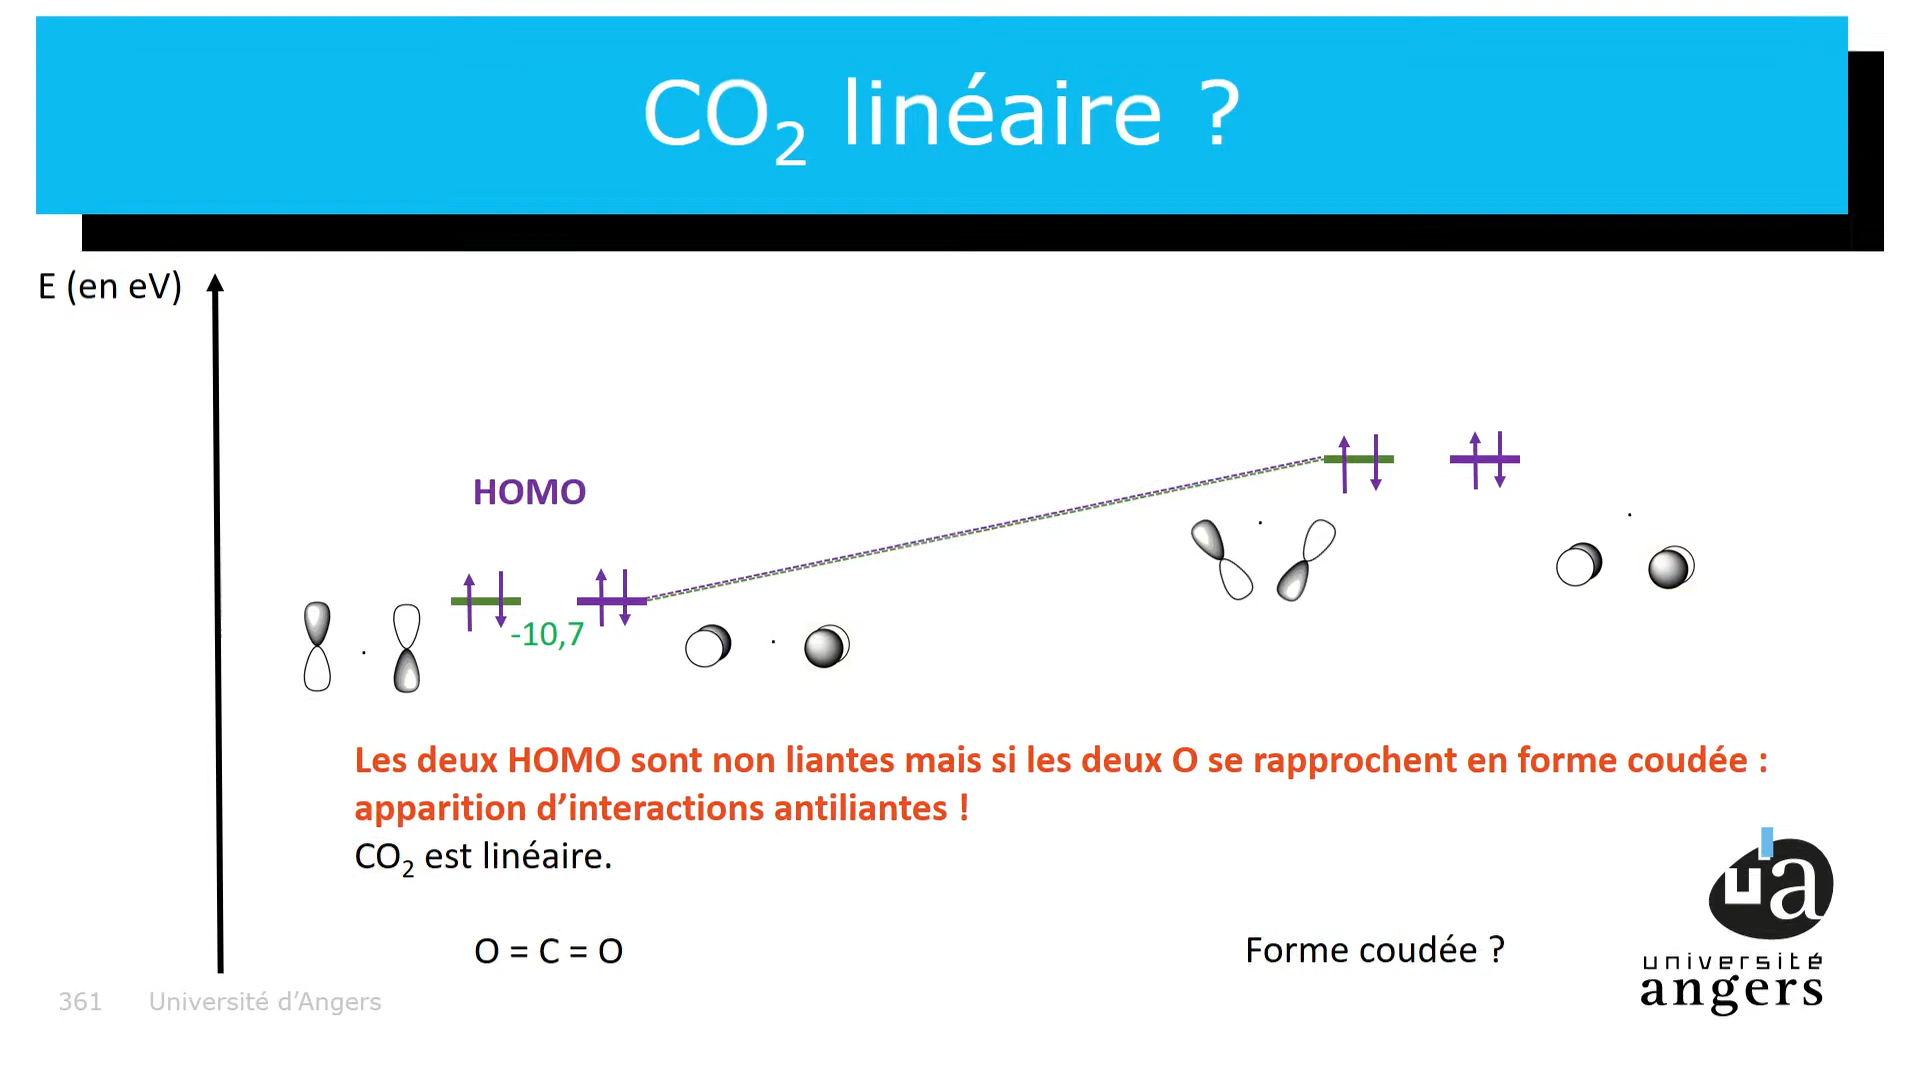 CO₂ linéaire ?
E (en eV)
HOMO
-10,7
Les deux HOMO sont non liantes mais si les deux O se rapprochent en forme coudée :
apparition d’interactions antiliantes !
CO₂ est linéaire.
O = C = O
Forme coudée ?
ua
université
angers
361 Université d’Angers